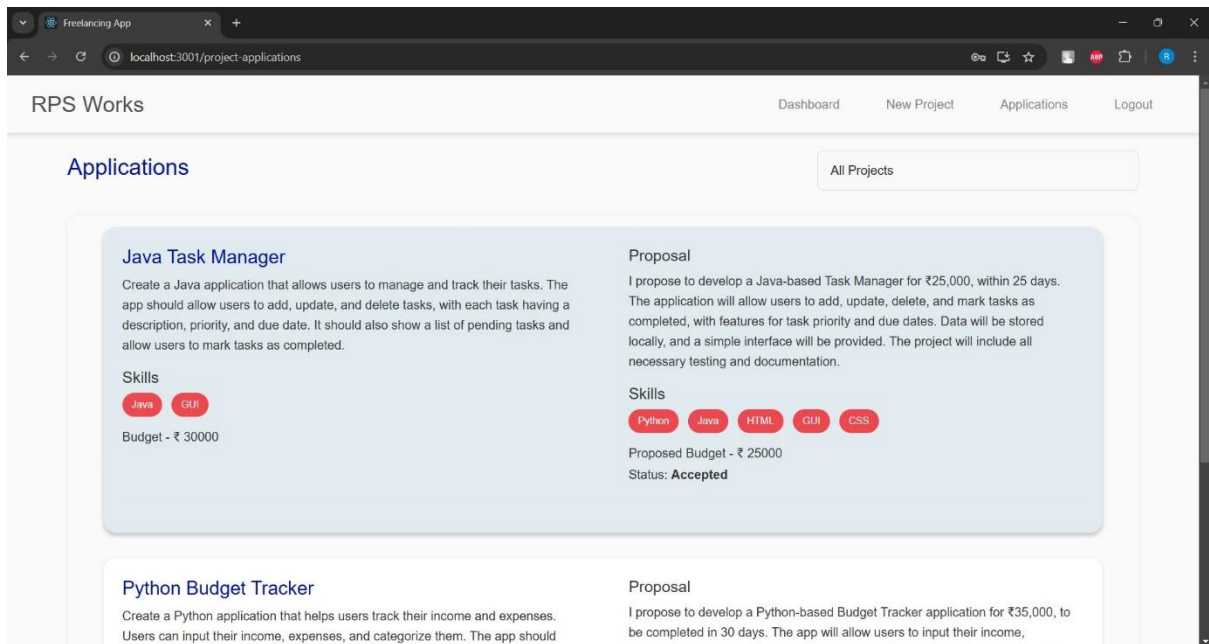 Freelancing App
localhost:3001/project-applications
ABP
R
RPS Works
Dashboard
New Project
Applications
Logout
Applications
All Projects
Java Task Manager
Create a Java application that allows users to manage and track their tasks. The
app should allow users to add, update, and delete tasks, with each task having a
description, priority, and due date. It should also show a list of pending tasks and
allow users to mark tasks as completed.
Skills
Java GUI
Budget - ₹ 30000
Proposal
I propose to develop a Java-based Task Manager for ₹25,000, within 25 days.
The application will allow users to add, update, delete, and mark tasks as
completed, with features for task priority and due dates. Data will be stored
locally, and a simple interface will be provided. The project will include all
necessary testing and documentation.
Skills
Python Java HTML GUI CSS
Proposed Budget - ₹ 25000
Status: Accepted
Python Budget Tracker
Create a Python application that helps users track their income and expenses.
Users can input their income, expenses, and categorize them. The app should
Proposal
I propose to develop a Python-based Budget Tracker application for ₹35,000, to
be completed in 30 days. The app will allow users to input their income,